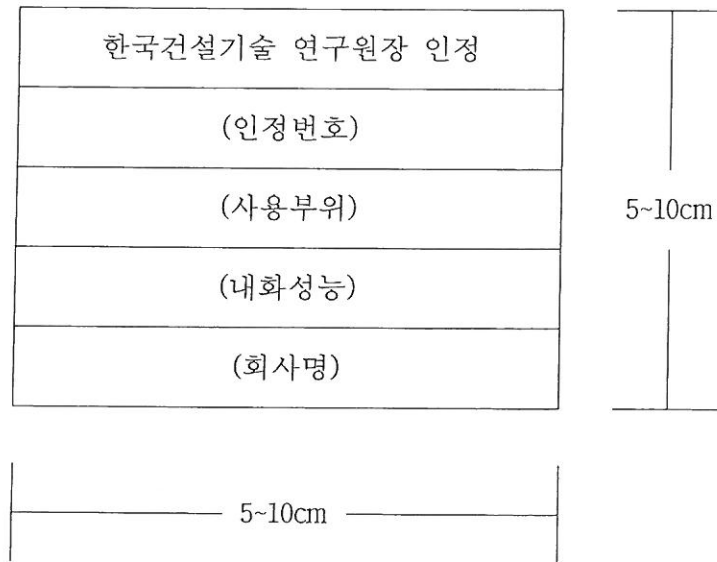 한국건설기술 연구원장 인정
(인정번호)
(사용부위)
5~10cm
(내화성능)
(회사명)
5~10cm